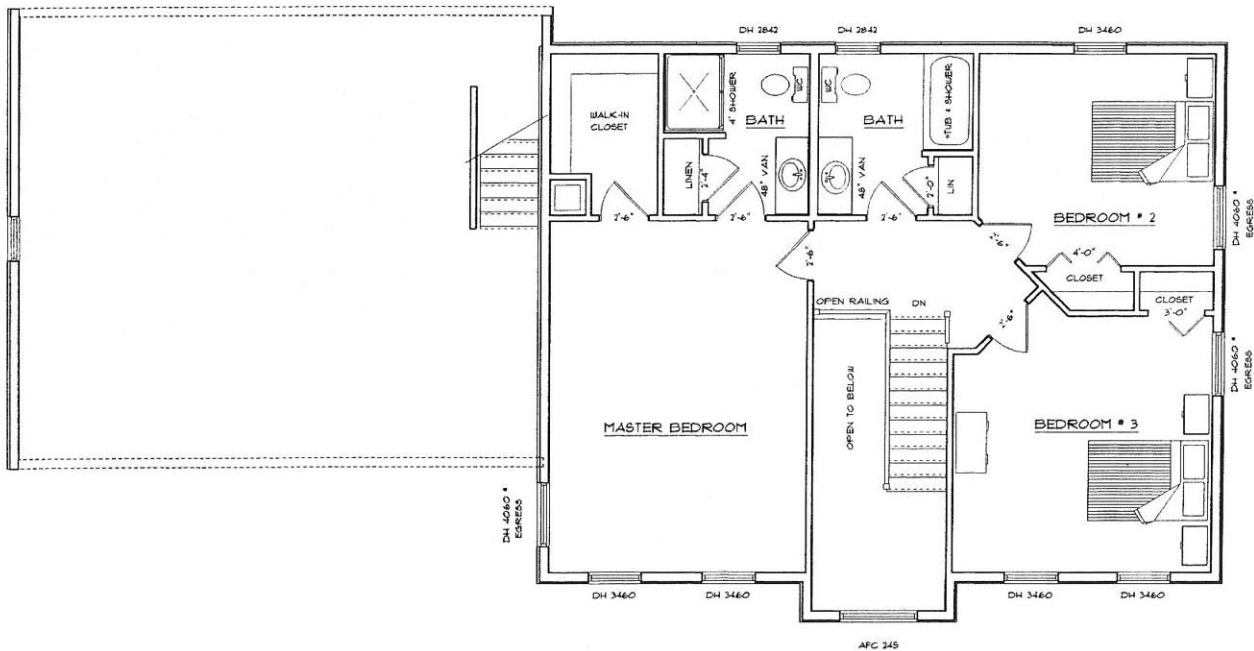 DH 2842
DH 2842
DH 3460
WALK-IN
CLOSET
4' SHOWER
WC
BATH
WC
BATH
TUB & SHOWER
LINEN
2'-4"
48" VAN
48" VAN
2'-0"
LIN
2'-6"
2'-6"
2'-6"
BEDROOM # 2
DH 4060 *
EGRESS
2'-6"
2'-6"
4'-0"
CLOSET
CLOSET
3'-0"
OPEN RAILING
DN
2'-6"
DH 4060 *
EGRESS
OPEN TO BELOW
MASTER BEDROOM
BEDROOM # 3
DH 4060 *
EGRESS
DH 3460
DH 3460
DH 3460
DH 3460
AFC 245